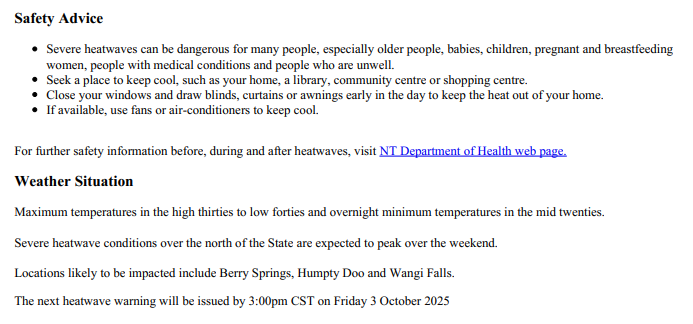 Safety Advice
• Severe heatwaves can be dangerous for many people, especially older people, babies, children, pregnant and breastfeeding
women, people with medical conditions and people who are unwell.
• Seek a place to keep cool, such as your home, a library, community centre or shopping centre.
• Close your windows and draw blinds, curtains or awnings early in the day to keep the heat out of your home.
• If available, use fans or air-conditioners to keep cool.
For further safety information before, during and after heatwaves, visit NT Department of Health web page.
Weather Situation
Maximum temperatures in the high thirties to low forties and overnight minimum temperatures in the mid twenties.
Severe heatwave conditions over the north of the State are expected to peak over the weekend.
Locations likely to be impacted include Berry Springs, Humpty Doo and Wangi Falls.
The next heatwave warning will be issued by 3:00pm CST on Friday 3 October 2025